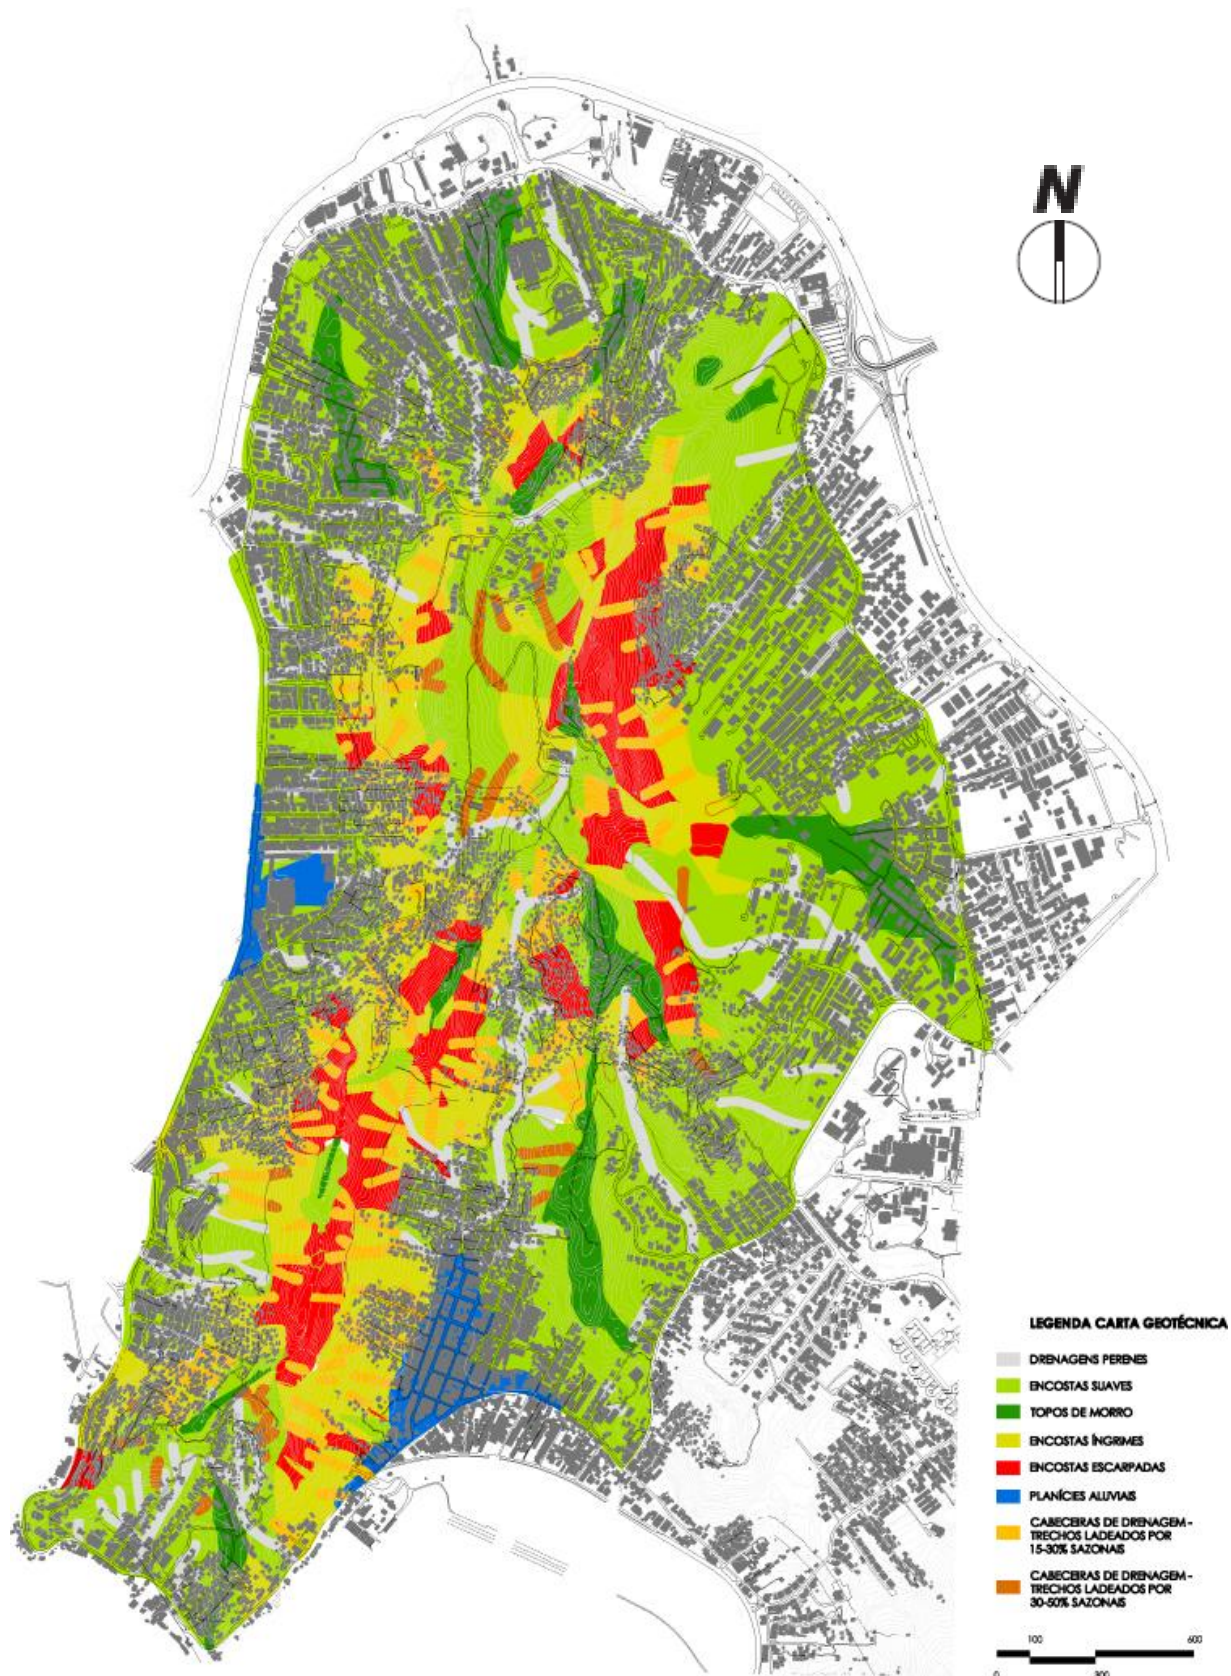 N
LEGENDA CARTA GEOTÉCNICA
DRENAGENS PERENES
ENCOSTAS SUAVES
TOPOS DE MORRO
ENCOSTAS ÍNGRIMES
ENCOSTAS ESCARPADAS
PLANÍCIES ALUVIAIS
CABECEIRAS DE DRENAGEM -
TRECHOS LADEADOS POR
15-30% SAZONAIS
CABECEIRAS DE DRENAGEM -
TRECHOS LADEADOS POR
30-50% SAZONAIS
100 600
0 300